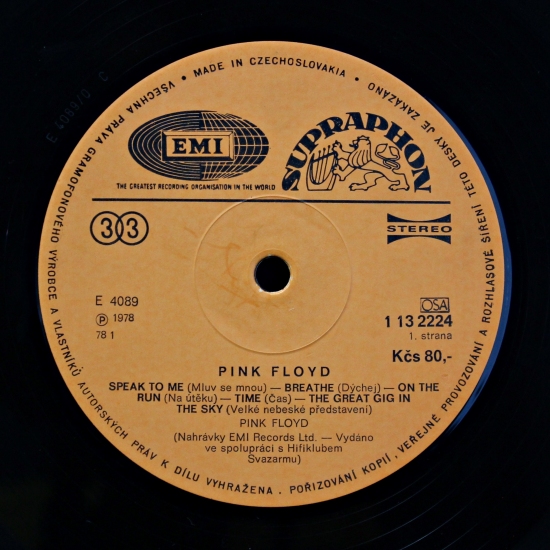 VŠECHNA PRÁVA GRAMOFONOVÉHO VÝROBCE A VLASTNÍKŮ AUTORSKÝCH PRÁV K DÍLU VYHRAŽENA . POŘIZOVÁNÍ KOPIÍ , VEŘEJNÉ PROVOZOVÁNÍ A ROZHLASOVÉ ŠÍŘENÍ TÉTO DESKY JE ZAKÁZÁNO
• MADE IN CZECHOSLOVAKIA •
EMI
SUPRAPHON
THE GREATEST RECORDING ORGANISATION IN THE WORLD
33
STEREO
E 4089
OSA
Ⓟ 1978
1 13 2224
78 1
1. strana
Kčs 80,-
PINK FLOYD
SPEAK TO ME (Mluv se mnou) — BREATHE (Dýchej) — ON THE
RUN (Na útěku) — TIME (Čas) — THE GREAT GIG IN
THE SKY (Velké nebeské představení)
PINK FLOYD
(Nahrávky EMI Records Ltd. — Vydáno
ve spolupráci s Hifiklubem
Svazarmu)